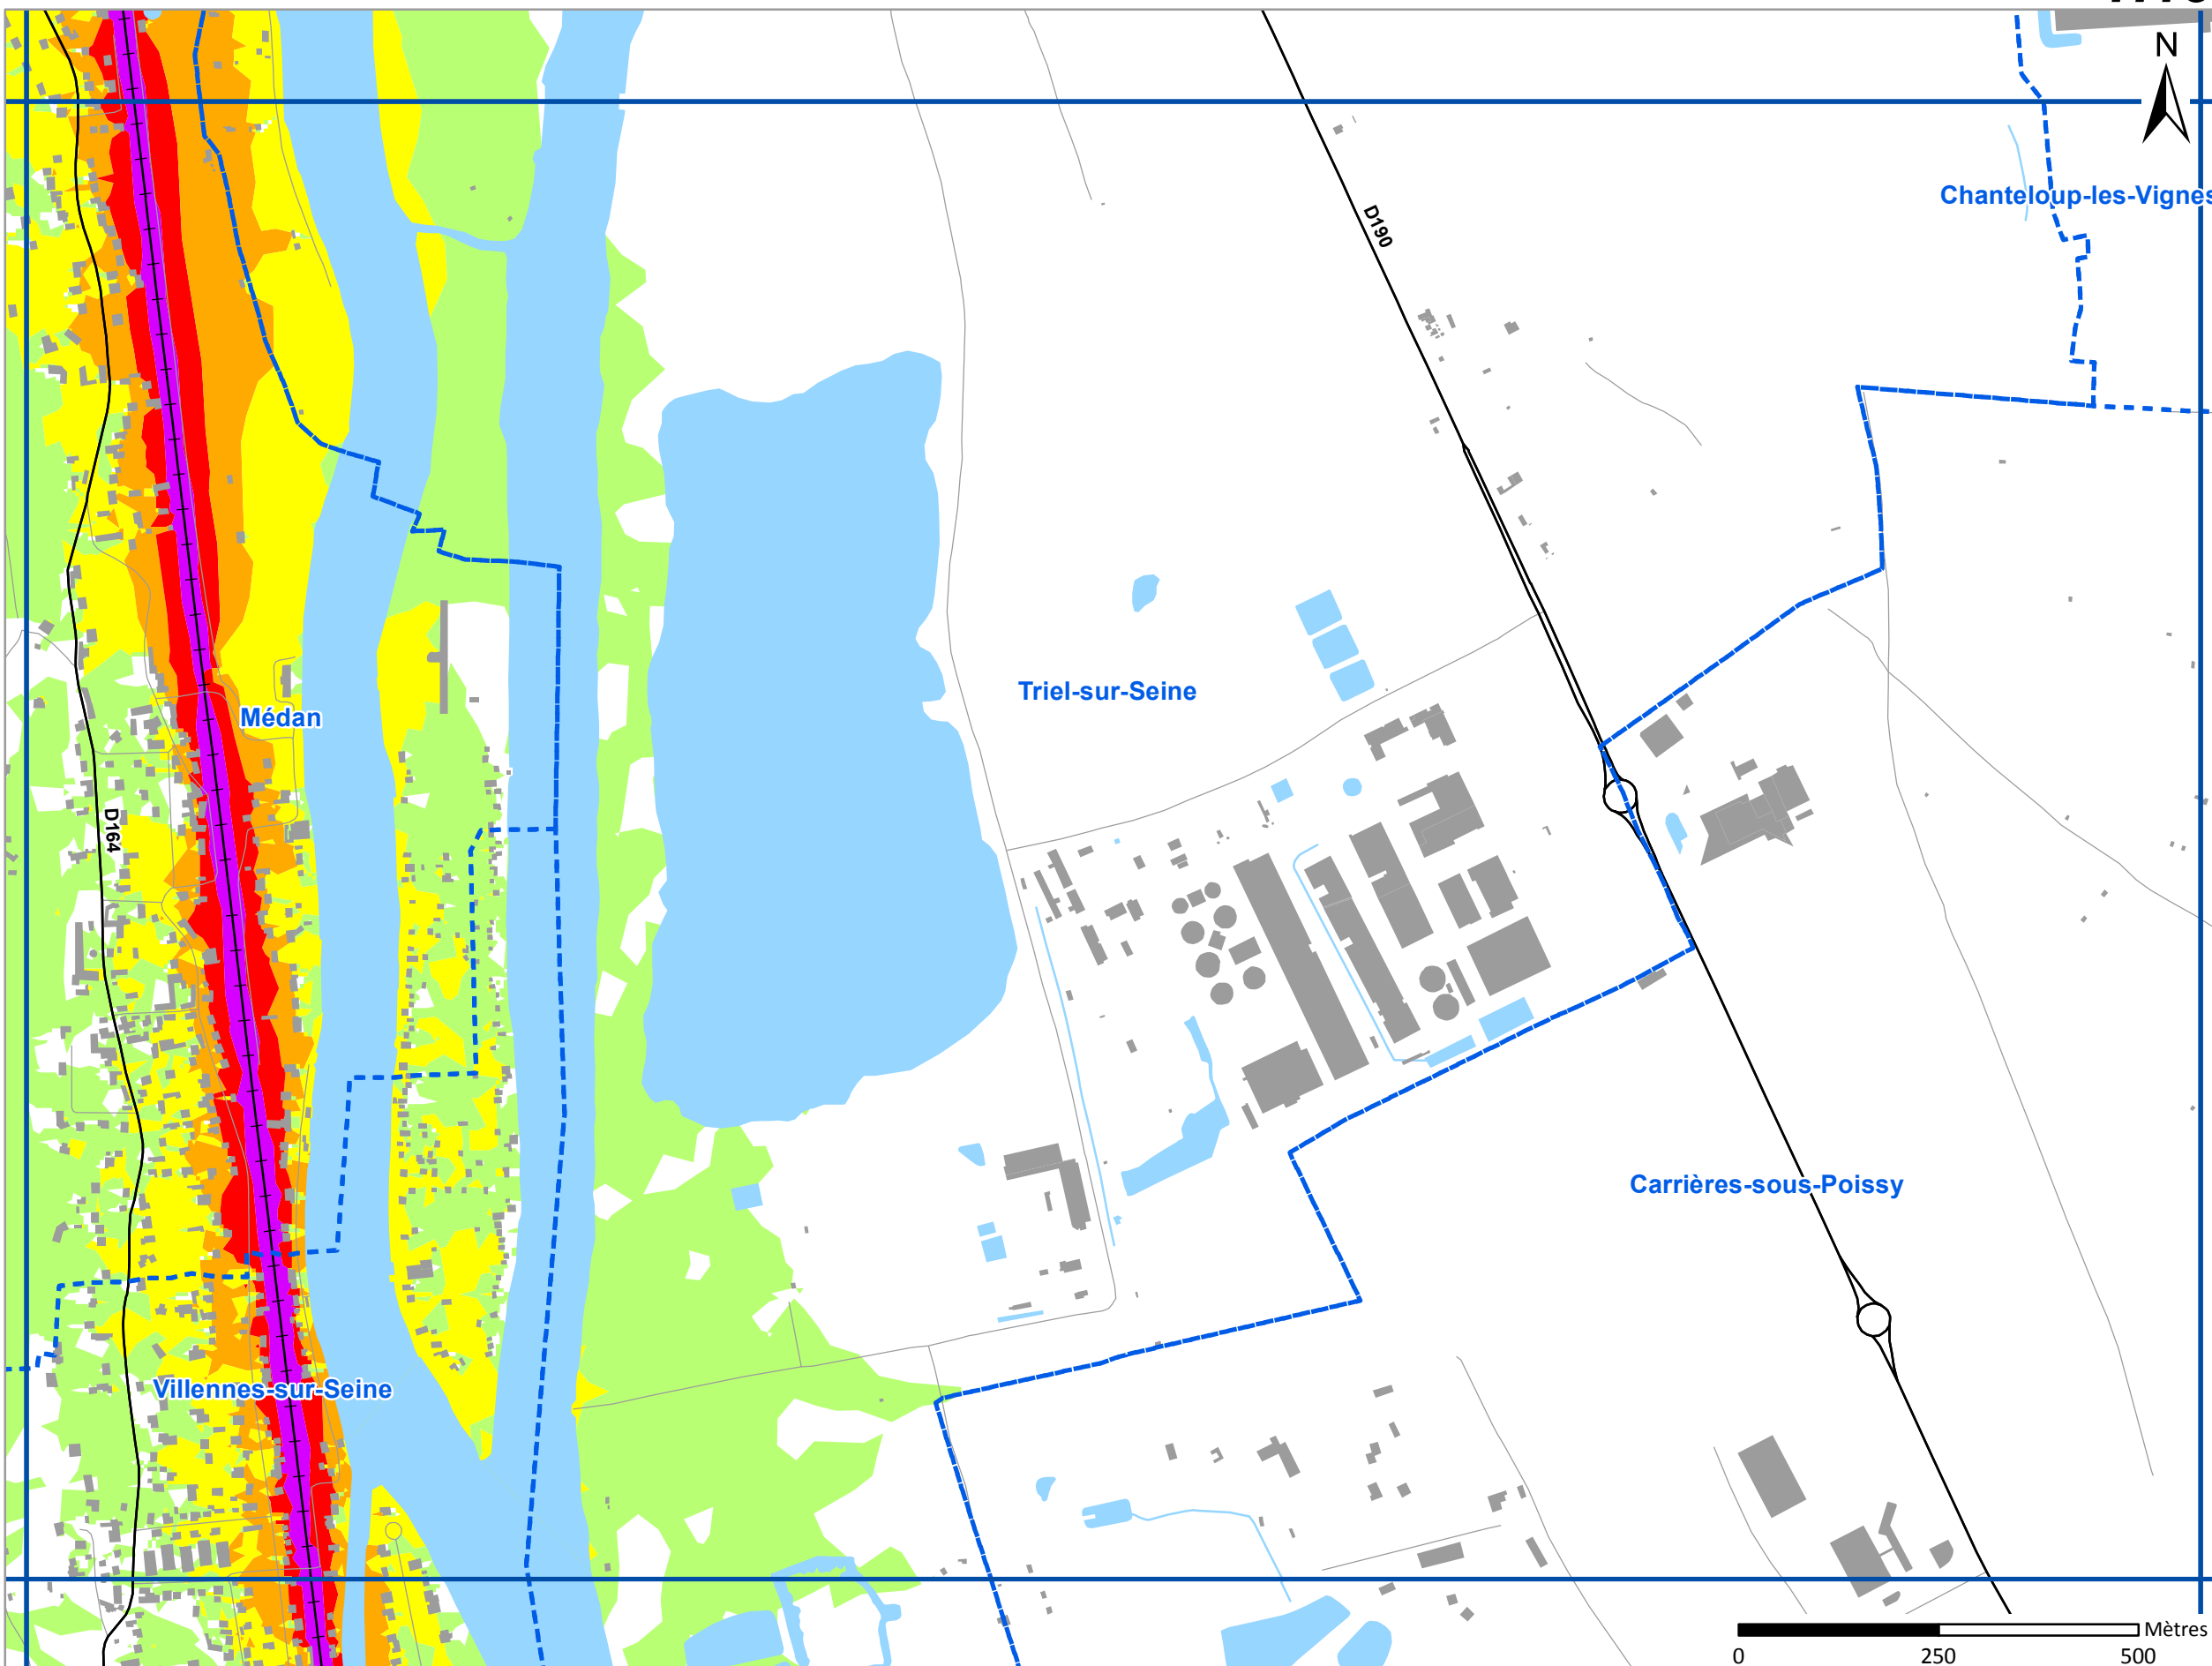 N
Chanteloup-les-Vignes
D190
Triel-sur-Seine
Médan
D164
Carrières-sous-Poissy
Villennes-sur-Seine
Mètres
0 250 500